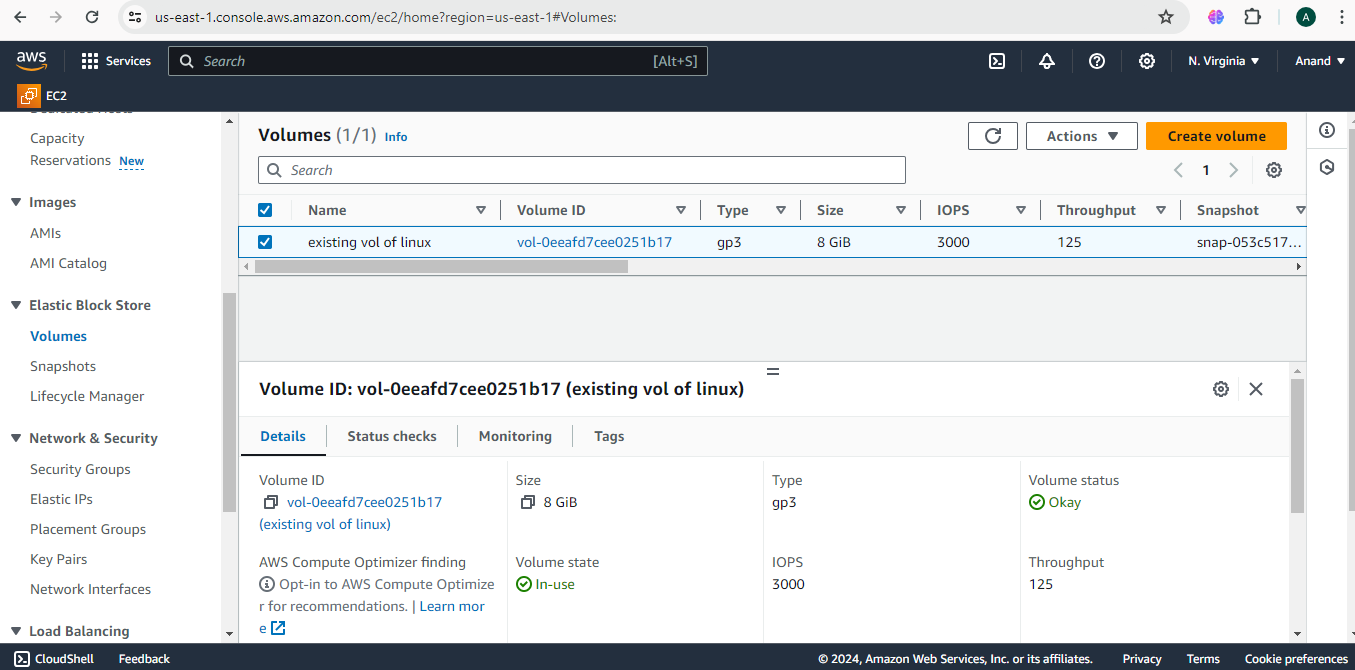 us-east-1.console.aws.amazon.com/ec2/home?region=us-east-1#Volumes:
A
aws
Services
Search
[Alt+S]
N. Virginia
Anand
EC2
Dedicated Hosts
Capacity
Reservations New
Images
AMIs
AMI Catalog
Elastic Block Store
Volumes
Snapshots
Lifecycle Manager
Network & Security
Security Groups
Elastic IPs
Placement Groups
Key Pairs
Network Interfaces
Load Balancing
Volumes (1/1) Info
Actions
Create volume
Search
1
Name Volume ID Type Size IOPS Throughput Snapshot
existing vol of linux vol-0eeafd7cee0251b17 gp3 8 GiB 3000 125 snap-053c517...
Volume ID: vol-0eeafd7cee0251b17 (existing vol of linux)
Details Status checks Monitoring Tags
Volume ID
vol-0eeafd7cee0251b17
(existing vol of linux)
Size
8 GiB
Type
gp3
Volume status
Okay
AWS Compute Optimizer finding
Opt-in to AWS Compute Optimize
r for recommendations. | Learn mor
e
Volume state
In-use
IOPS
3000
Throughput
125
CloudShell
Feedback
© 2024, Amazon Web Services, Inc. or its affiliates.
Privacy
Terms
Cookie preferences